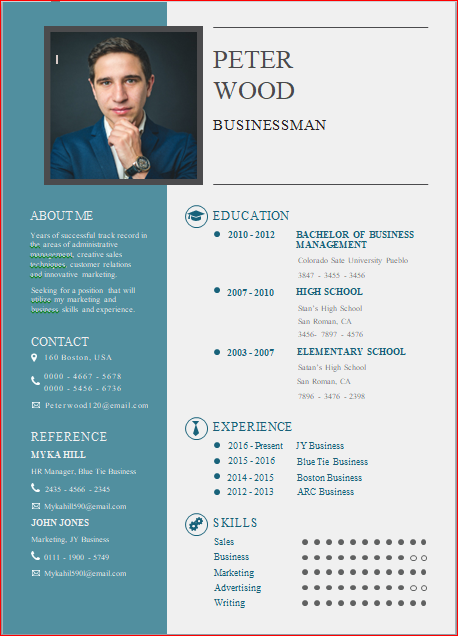 PETER
WOOD
BUSINESSMAN
ABOUT ME
Years of successful track record in
the areas of administrative
management, creative sales
techniques, customer relations
and innovative marketing.
Seeking for a position that will
utilize my marketing and
business skills and experience.
CONTACT
160 Boston, USA
0000 - 4667 - 5678
0000 - 5456 - 6736
Peterwood120@email.com
REFERENCE
MYKA HILL
HR Manager, Blue Tie Business
2435 - 4566 - 2345
Mykahill590@email.com
JOHN JONES
Marketing, JY Business
0111 - 1900 - 5749
Mykahill590@email.com
EDUCATION
2010 - 2012 BACHELOR OF BUSINESS
MANAGEMENT
Colorado Sate University Pueblo
3847 - 3455 - 3456
2007 - 2010 HIGH SCHOOL
Stan's High School
San Roman, CA
3456- 7897 - 4576
2003 - 2007 ELEMENTARY SCHOOL
Satan's High School
San Roman, CA
7896 - 3476 - 2398
EXPERIENCE
2016 - Present JY Business
2015 - 2016 Blue Tie Business
2014 - 2015 Boston Business
2012 - 2013 ARC Business
SKILLS
Sales
Business
Marketing
Advertising
Writing